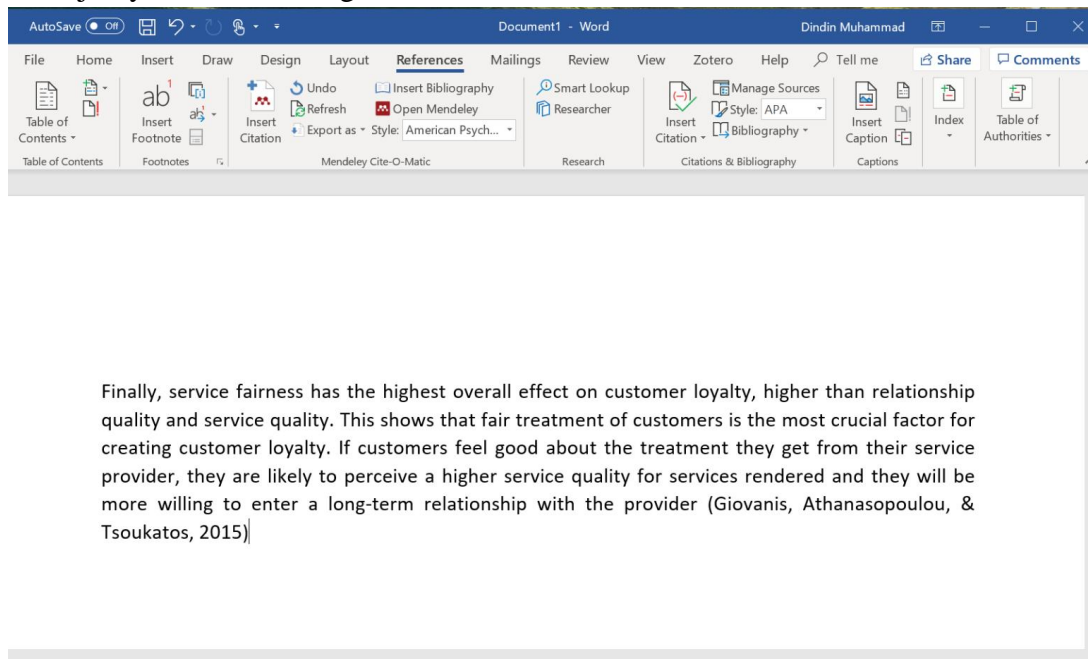 AutoSave Off Document1 - Word Dindin Muhammad
File Home Insert Draw Design Layout References Mailings Review View Zotero Help Tell me Share Comments
Table of Contents
Insert Footnote
ab
Insert Citation
Undo
Refresh
Export as
Insert Bibliography
Open Mendeley
Style: American Psych...
Smart Lookup
Researcher
Insert Citation
Manage Sources
Style: APA
Bibliography
Insert Caption
Index
Table of Authorities
Table of Contents Footnotes Mendeley Cite-O-Matic Research Citations & Bibliography Captions
Finally, service fairness has the highest overall effect on customer loyalty, higher than relationship
quality and service quality. This shows that fair treatment of customers is the most crucial factor for
creating customer loyalty. If customers feel good about the treatment they get from their service
provider, they are likely to perceive a higher service quality for services rendered and they will be
more willing to enter a long-term relationship with the provider (Giovanis, Athanasopoulou, &
Tsoukatos, 2015)